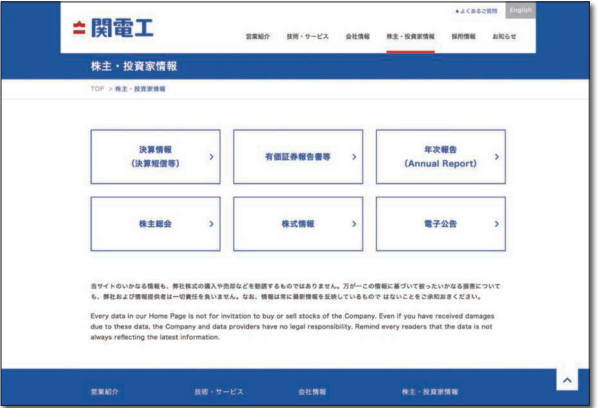 ● よくあるご質問 English
関電工
営業紹介 技術・サービス 会社情報 株主・投資家情報 採用情報 お知らせ
株主・投資家情報
TOP > 株主・投資家情報
決算情報
(決算短信等)
有価証券報告書等
年次報告
(Annual Report)
株主総会
株式情報
電子公告
当サイトのいかなる情報も、弊社株式の購入や売却などを勧誘するものではありません。万が一この情報に基づいて被ったいかなる損害について
も、弊社および情報提供者は一切責任を負いません。なお、情報は常に最新情報を反映しているもので はないことをご承知おきください。
Every data in our Home Page is not for invitation to buy or sell stocks of the Company. Even if you have received damages
due to these data, the Company and data providers have no legal responsibility. Remind every readers that the data is not
always reflecting the latest information.
営業紹介 技術・サービス 会社情報 株主・投資家情報